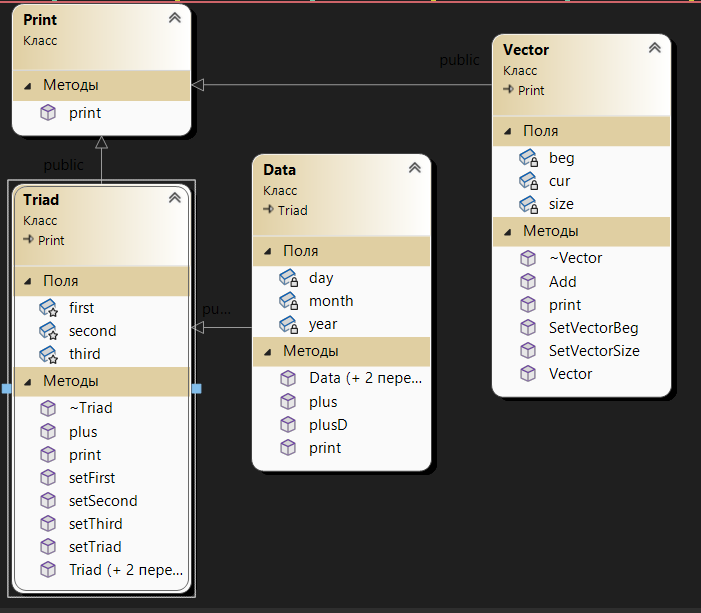 Print
Класс
Методы
print
public
Triad
Класс
Print
Поля
first
second
third
Методы
~Triad
plus
print
setFirst
setSecond
setThird
setTriad
Triad (+ 2 пере...
pu...
Data
Класс
Triad
Поля
day
month
year
Методы
Data (+ 2 пере...
plus
plusD
print
public
Vector
Класс
Print
Поля
beg
cur
size
Методы
~Vector
Add
print
SetVectorBeg
SetVectorSize
Vector